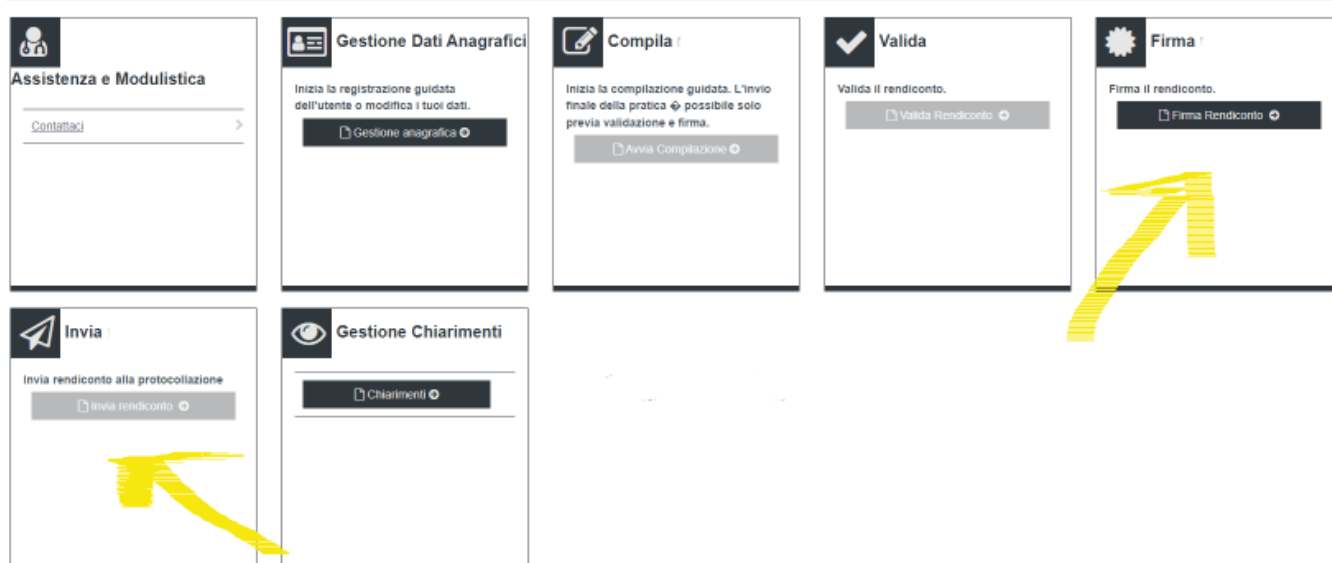 Assistenza e Modulistica
Contattaci
Gestione Dati Anagrafici
Inizia la registrazione guidata
dell'utente o modifica i tuoi dati.
Gestione anagrafica
Compila
Inizia la compilazione guidata. L'invio
finale della pratica � possibile solo
previa validazione e firma.
Avvia Compilazione
Valida
Valida il rendiconto.
Valida Rendiconto
Firma
Firma il rendiconto.
Firma Rendiconto
Invia
Invia rendiconto alla protocollazione
Invia rendiconto
Gestione Chiarimenti
Chiarimenti